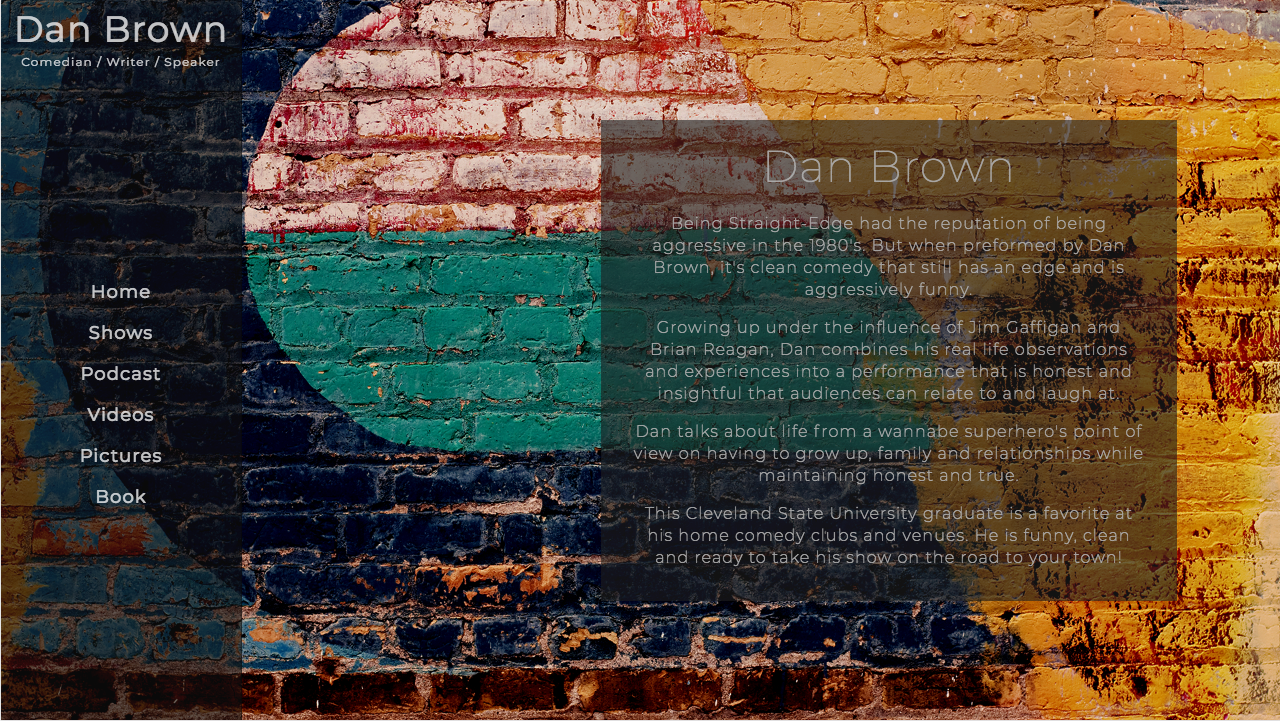 Dan Brown
Comedian / Writer / Speaker
Home
Shows
Podcast
Videos
Pictures
Book
Dan Brown
Being Straight-Edge had the reputation of being
aggressive in the 1980's. But when preformed by Dan
Brown, it's clean comedy that still has an edge and is
aggressively funny.
Growing up under the influence of Jim Gaffigan and
Brian Reagan, Dan combines his real life observations
and experiences into a performance that is honest and
insightful that audiences can relate to and laugh at.
Dan talks about life from a wannabe superhero's point of
view on having to grow up, family and relationships while
maintaining honest and true.
This Cleveland State University graduate is a favorite at
his home comedy clubs and venues. He is funny, clean
and ready to take his show on the road to your town!